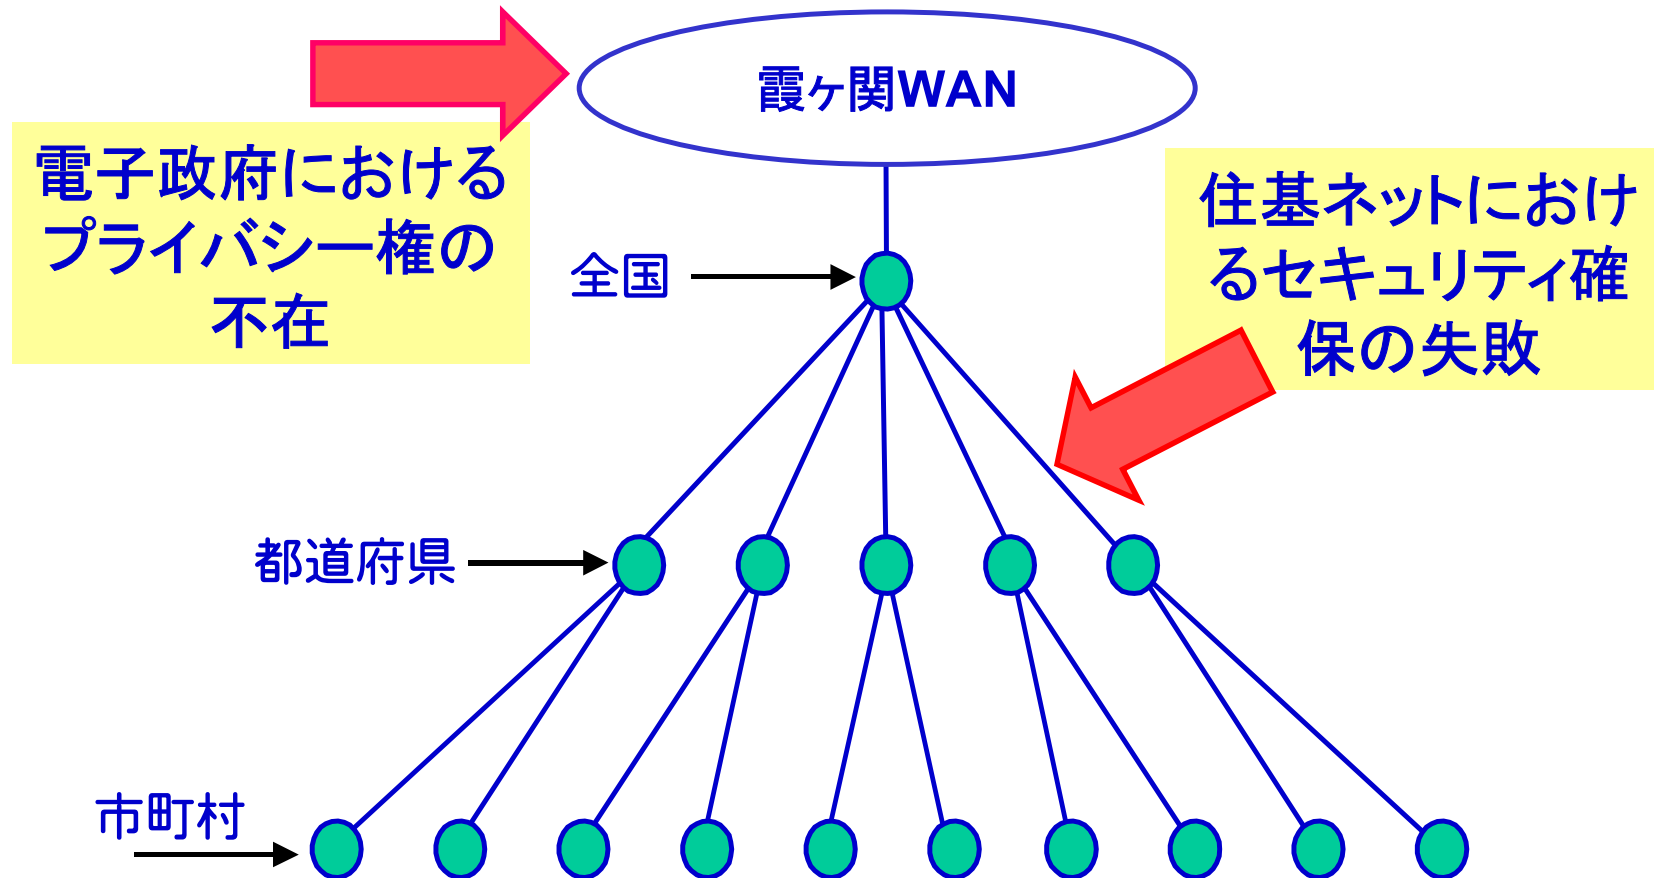 霞ヶ関WAN
電子政府における
プライバシー権の
不在
住基ネットにおけ
るセキュリティ確
保の失敗
全国
都道府県
市町村